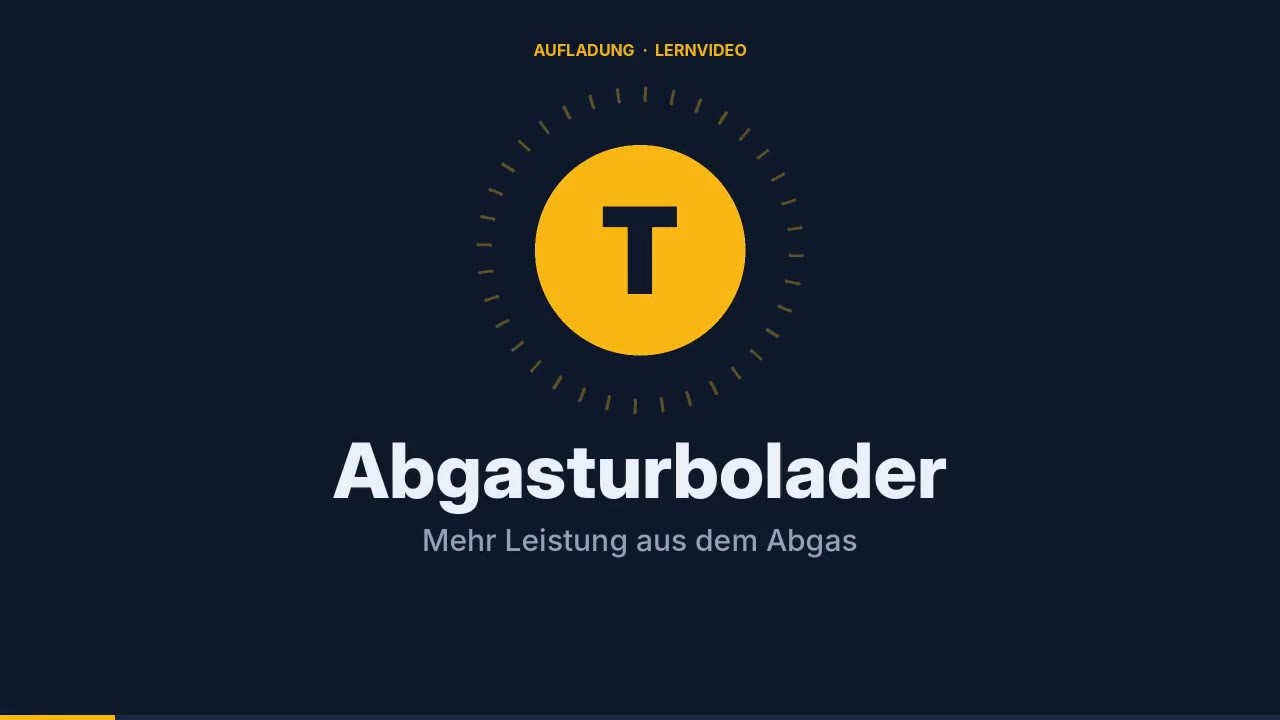 AUFLADUNG · LERNVIDEO
T
Abgasturbolader
Mehr Leistung aus dem Abgas